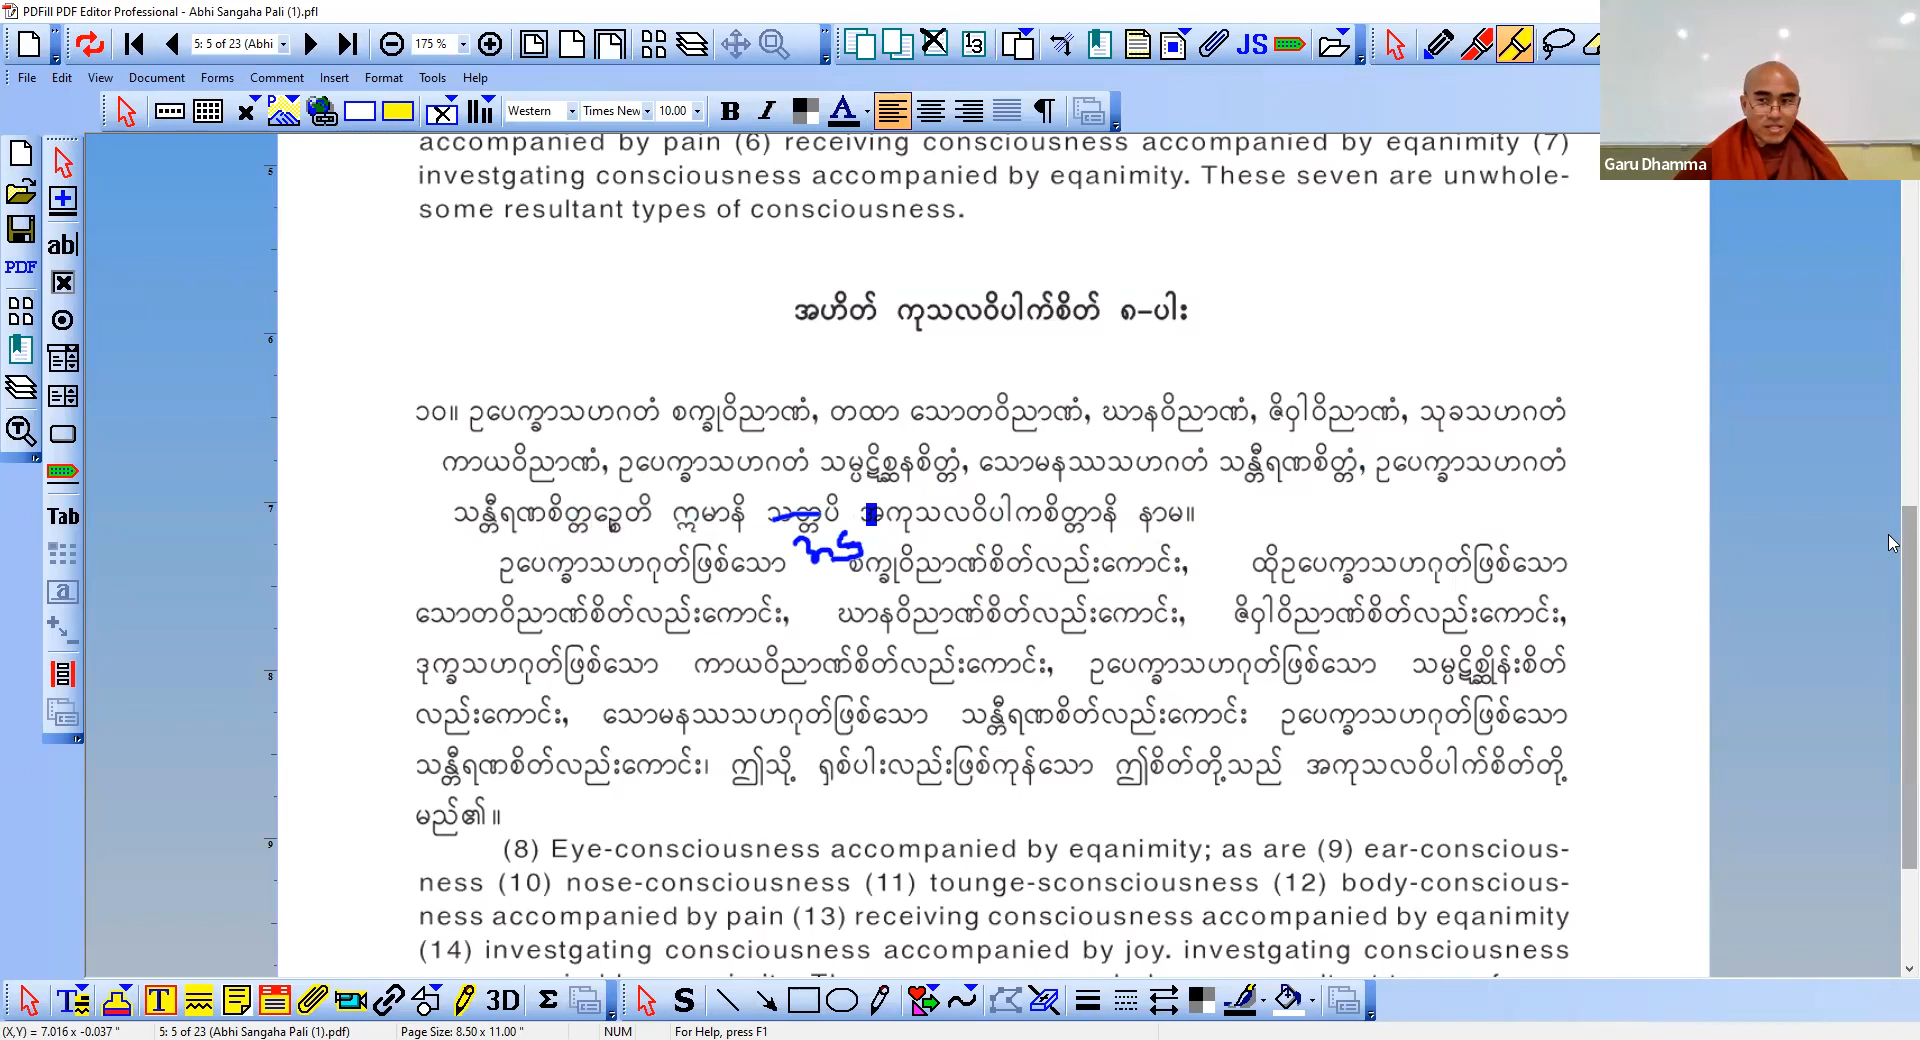 PDFill PDF Editor Professional - Abhi Sangaha Pali (1).pfl
5: 5 of 23 (Abhi
175 %
JS
File Edit View Document Forms Comment Insert Format Tools Help
Western Times New 10.00
Garu Dhamma
accompanied by pain (6) receiving consciousness accompanied by eqanimity (7)
investgating consciousness accompanied by eqanimity. These seven are unwhole-
some resultant types of consciousness.
အဟိတ် ကုသလဝိပါက်စိတ် ၈–ပါး
၁၀။ ဥပေက္ခာသဟဂတံ စက္ခုဝိညာဏံ, တထာ သောတဝိညာဏံ, ဃာနဝိညာဏံ, ဇိဝှါဝိညာဏံ, သုခသဟဂတံ
ကာယဝိညာဏံ, ဥပေက္ခာသဟဂတံ သမ္ပဋိစ္ဆနစိတ္တံ, သောမနဿသဟဂတံ သန္တီရဏစိတ္တံ, ဥပေက္ခာသဟဂတံ
သန္တီရဏစိတ္တဉ္စေတိ ဣမာနိ သတ္တပိ အကုသလဝိပါကစိတ္တာနိ နာမ။
ဥပေက္ခာသဟဂုတ်ဖြစ်သော စက္ခုဝိညာဏ်စိတ်လည်းကောင်း, ထိုဥပေက္ခာသဟဂုတ်ဖြစ်သော
သောတဝိညာဏ်စိတ်လည်းကောင်း, ဃာနဝိညာဏ်စိတ်လည်းကောင်း, ဇိဝှါဝိညာဏ်စိတ်လည်းကောင်း,
ဒုက္ခသဟဂုတ်ဖြစ်သော ကာယဝိညာဏ်စိတ်လည်းကောင်း, ဥပေက္ခာသဟဂုတ်ဖြစ်သော သမ္ပဋိစ္ဆိုန်းစိတ်
လည်းကောင်း, သောမနဿသဟဂုတ်ဖြစ်သော သန္တီရဏစိတ်လည်းကောင်း ဥပေက္ခာသဟဂုတ်ဖြစ်သော
သန္တီရဏစိတ်လည်းကောင်း၊ ဤသို့ ရှစ်ပါးလည်းဖြစ်ကုန်သော ဤစိတ်တို့သည် အကုသလဝိပါက်စိတ်တို့
မည်၏။
(8) Eye-consciousness accompanied by eqanimity; as are (9) ear-conscious-
ness (10) nose-consciousness (11) tounge-sconsciousness (12) body-conscious-
ness accompanied by pain (13) receiving consciousness accompanied by eqanimity
(14) investgating consciousness accompanied by joy. investgating consciousness
PDF
Tab
3D
(X,Y) = 7.016 x -0.037 " 5: 5 of 23 (Abhi Sangaha Pali (1).pdf) Page Size: 8.50 x 11.00 " NUM For Help, press F1